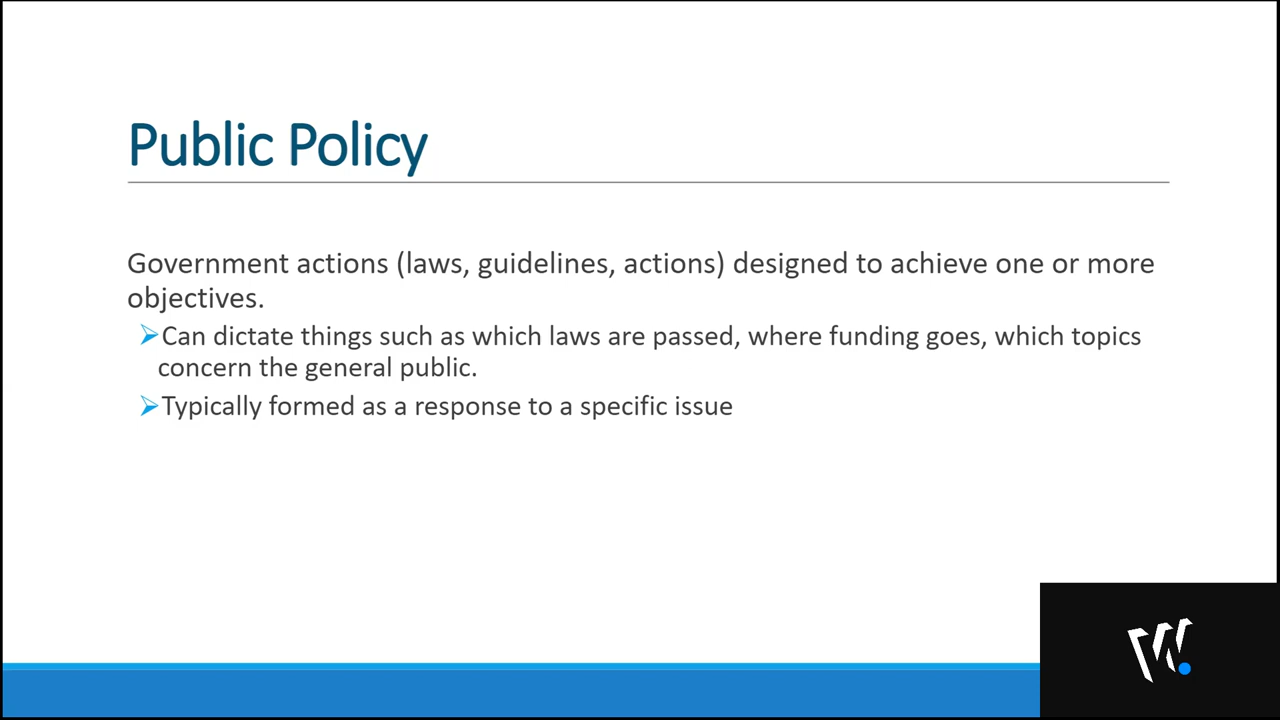 Public Policy
Government actions (laws, guidelines, actions) designed to achieve one or more
objectives.
Can dictate things such as which laws are passed, where funding goes, which topics
concern the general public.
Typically formed as a response to a specific issue
W.